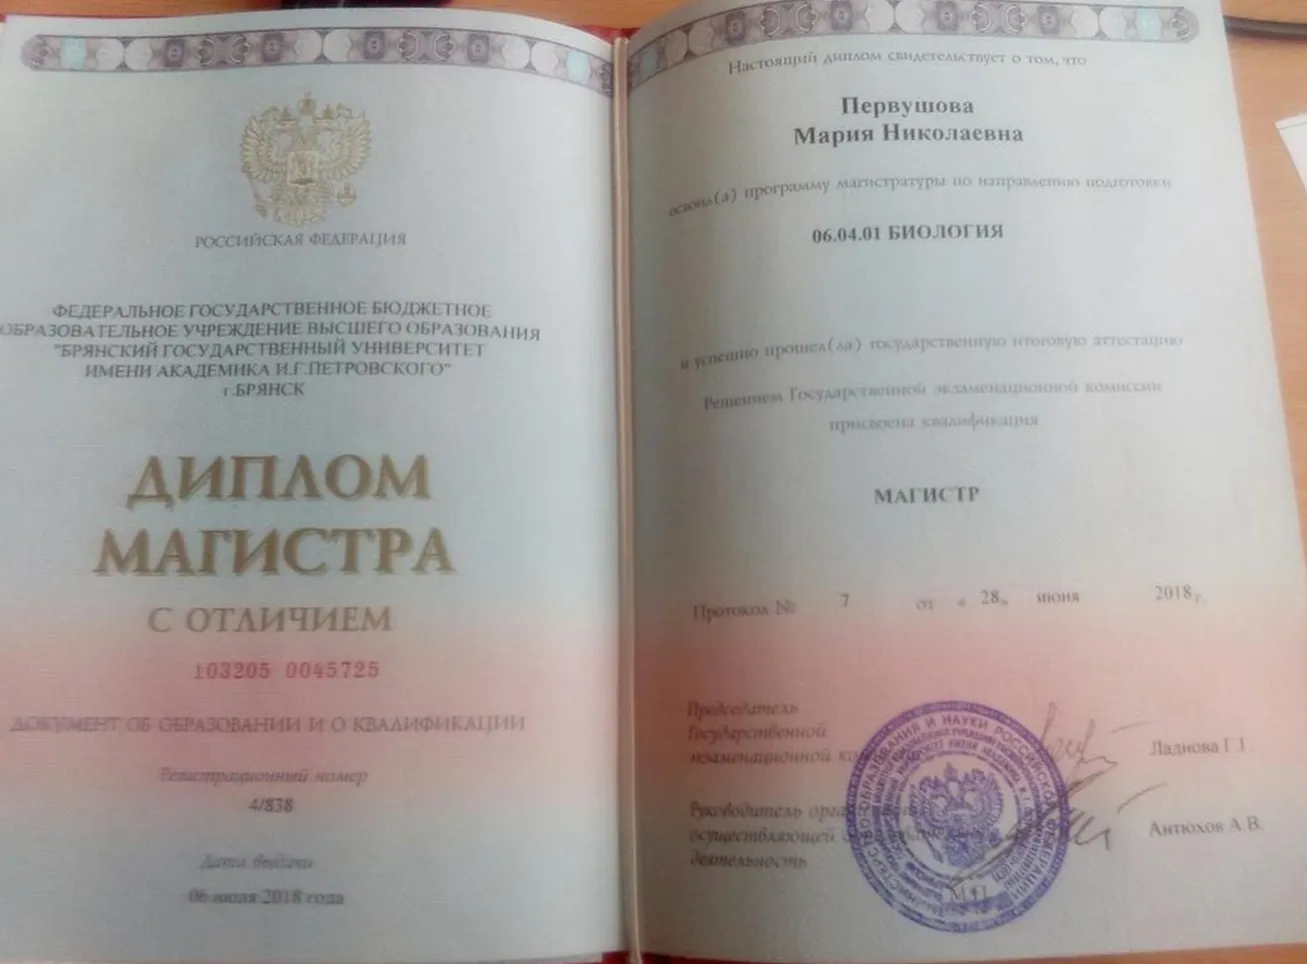 РОССИЙСКАЯ ФЕДЕРАЦИЯ
ФЕДЕРАЛЬНОЕ ГОСУДАРСТВЕННОЕ БЮДЖЕТНОЕ
ОБРАЗОВАТЕЛЬНОЕ УЧРЕЖДЕНИЕ ВЫСШЕГО ОБРАЗОВАНИЯ
"БРЯНСКИЙ ГОСУДАРСТВЕННЫЙ УНИВЕРСИТЕТ
ИМЕНИ АКАДЕМИКА И.Г.ПЕТРОВСКОГО"
г.БРЯНСК
ДИПЛОМ
МАГИСТРА
С ОТЛИЧИЕМ
103205 0045725
ДОКУМЕНТ ОБ ОБРАЗОВАНИИ И О КВАЛИФИКАЦИИ
Регистрационный номер
4/838
Дата выдачи
06 июля 2018 года
Настоящий диплом свидетельствует о том, что
Первушова
Мария Николаевна
освоил(а) программу магистратуры по направлению подготовки
06.04.01 БИОЛОГИЯ
и успешно прошел(ла) государственную итоговую аттестацию
Решением Государственной экзаменационной комиссии
присвоена квалификация
МАГИСТР
Протокол № 7 от « 28» июня 2018 г.
Председатель
Государственной
экзаменационной
Ладнова Г.
Руководитель
осуществляющей
деятельность
Антюхов А.В.
М.П.